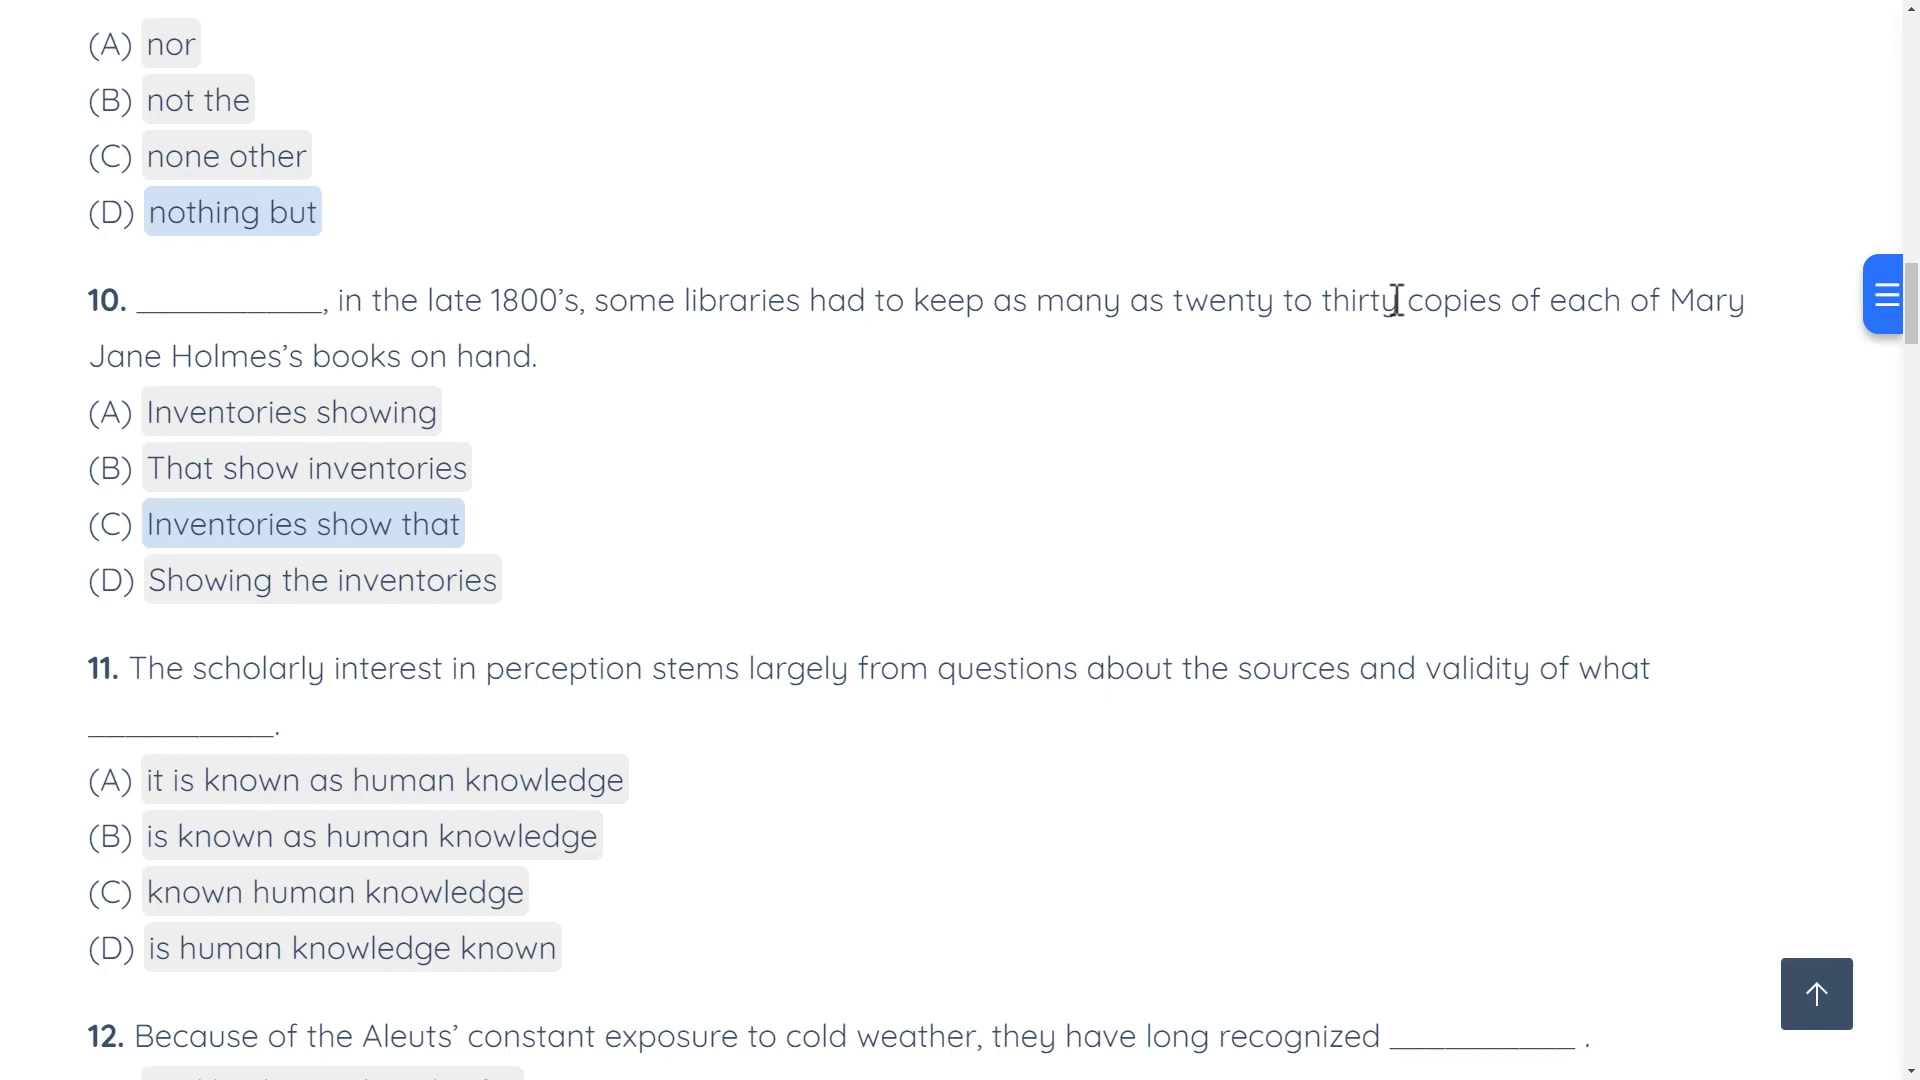 (A) nor
(B) not the
(C) none other
(D) nothing but
10. ____________, in the late 1800’s, some libraries had to keep as many as twenty to thirty copies of each of Mary
Jane Holmes’s books on hand.
(A) Inventories showing
(B) That show inventories
(C) Inventories show that
(D) Showing the inventories
11. The scholarly interest in perception stems largely from questions about the sources and validity of what
____________.
(A) it is known as human knowledge
(B) is known as human knowledge
(C) known human knowledge
(D) is human knowledge known
12. Because of the Aleuts’ constant exposure to cold weather, they have long recognized ____________ .